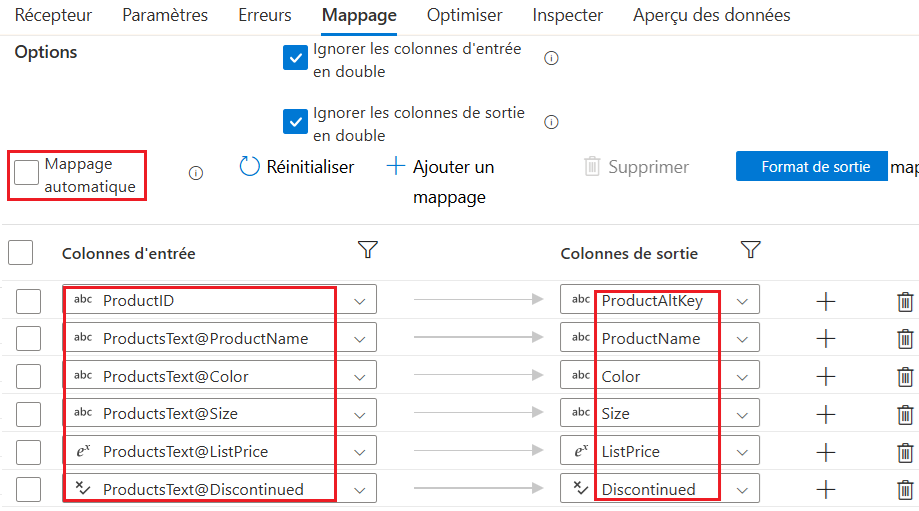 Récepteur Paramètres Erreurs Mappage Optimiser Inspecter Aperçu des données
Options
Ignorer les colonnes d'entrée
en double
Ignorer les colonnes de sortie
en double
Mappage
automatique
Réinitialiser
Ajouter un
mappage
Supprimer
Format de sortie
map
Colonnes d'entrée Colonnes de sortie
abc ProductID abc ProductAltKey
abc ProductsText@ProductName abc ProductName
abc ProductsText@Color abc Color
abc ProductsText@Size abc Size
eˣ ProductsText@ListPrice eˣ ListPrice
ProductsText@Discontinued Discontinued